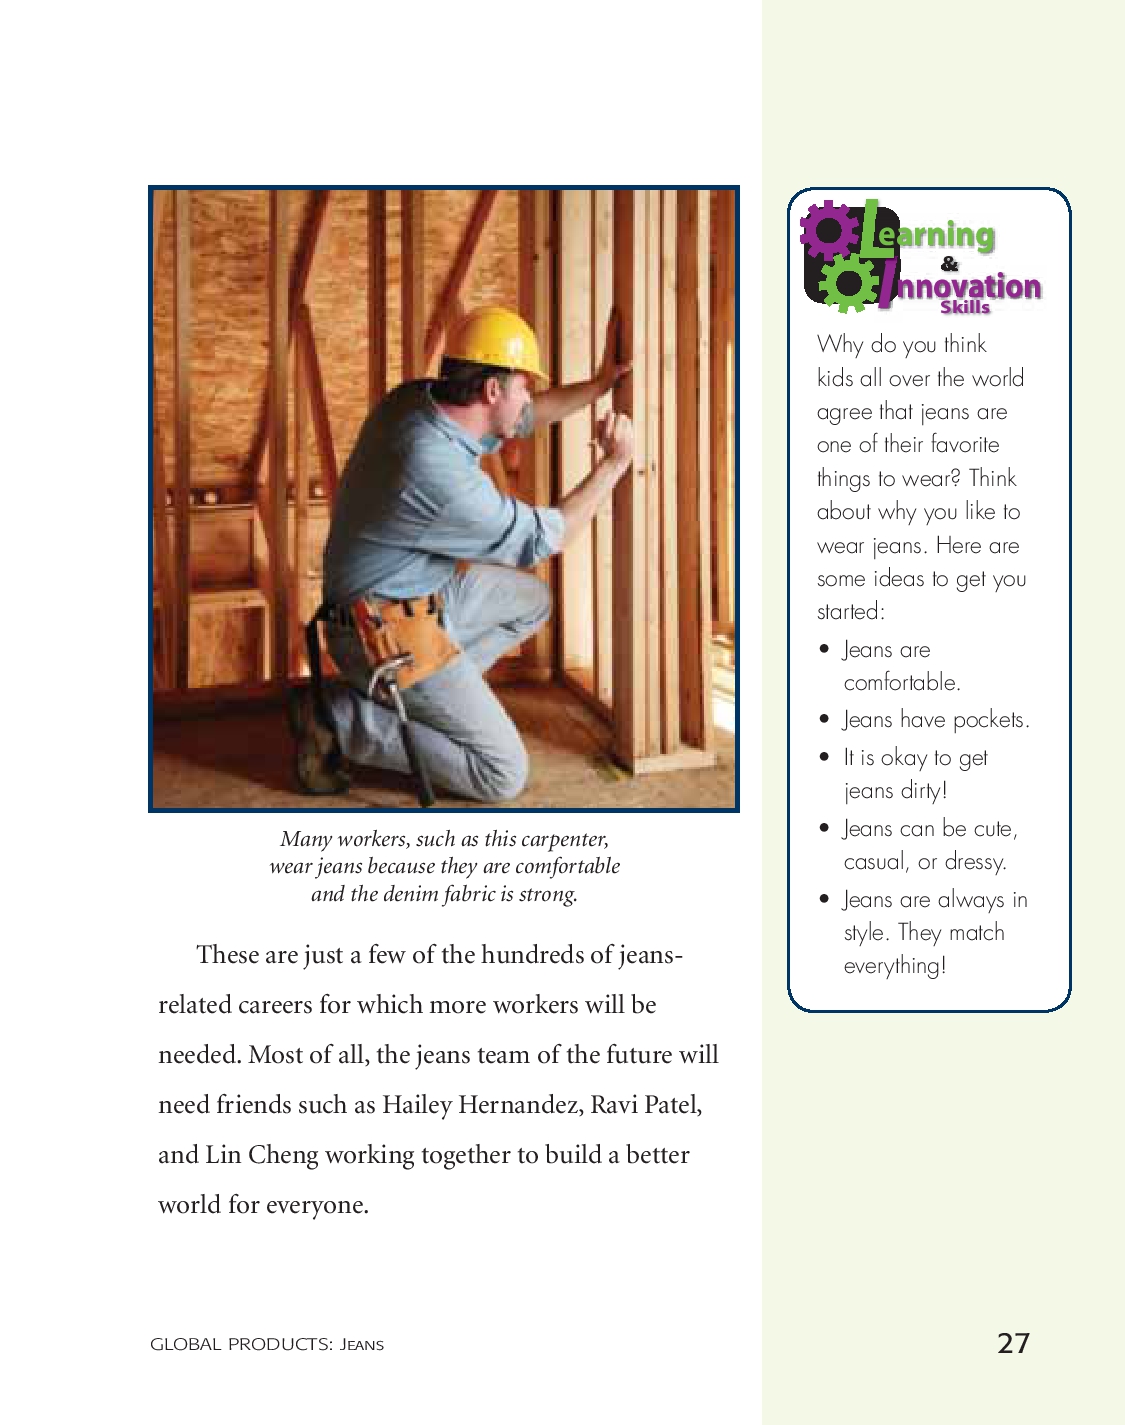 Many workers, such as this carpenter,
wear jeans because they are comfortable
and the denim fabric is strong.
These are just a few of the hundreds of jeans-
related careers for which more workers will be
needed. Most of all, the jeans team of the future will
need friends such as Hailey Hernandez, Ravi Patel,
and Lin Cheng working together to build a better
world for everyone.
Learning
&
Innovation
Skills
Why do you think
kids all over the world
agree that jeans are
one of their favorite
things to wear? Think
about why you like to
wear jeans. Here are
some ideas to get you
started:
• Jeans are
comfortable.
• Jeans have pockets.
• It is okay to get
jeans dirty!
• Jeans can be cute,
casual, or dressy.
• Jeans are always in
style. They match
everything!
GLOBAL PRODUCTS: JEANS
27